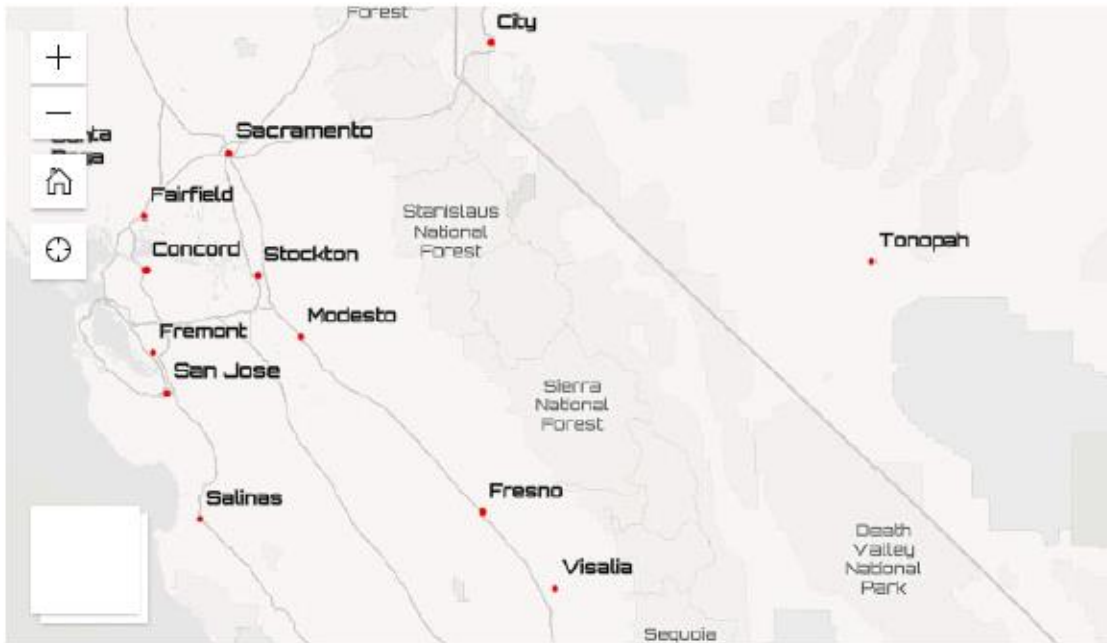 Forest
City
Sacramento
Fairfield
Stanislaus
National
Forest
Concord
Stockton
Tonopah
Modesto
Fremont
San Jose
Sierra
National
Forest
Salinas
Fresno
Death
Valley
National
Park
Visalia
Sequoia